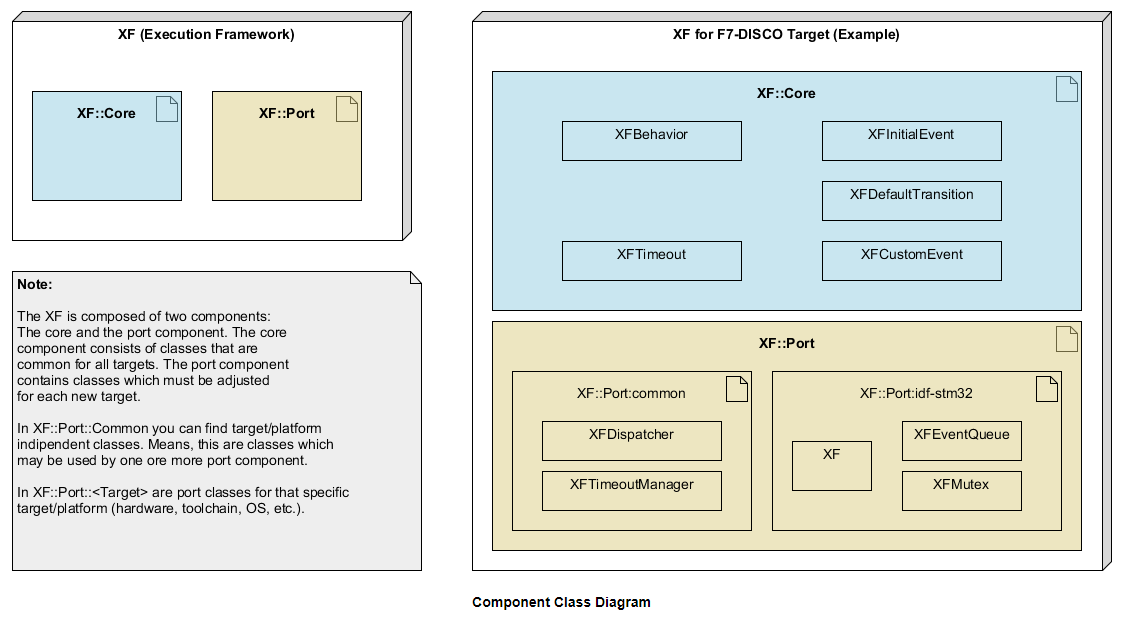 XF (Execution Framework)
XF::Core
XF::Port
Note:
The XF is composed of two components:
The core and the port component. The core
component consists of classes that are
common for all targets. The port component
contains classes which must be adjusted
for each new target.
In XF::Port::Common you can find target/platform
indipendent classes. Means, this are classes which
may be used by one ore more port component.
In XF::Port::<Target> are port classes for that specific
target/platform (hardware, toolchain, OS, etc.).
XF for F7-DISCO Target (Example)
XF::Core
XFBehavior
XFInitialEvent
XFDefaultTransition
XFTimeout
XFCustomEvent
XF::Port
XF::Port:common
XFDispatcher
XFTimeoutManager
XF::Port:idf-stm32
XF
XFEventQueue
XFMutex
Component Class Diagram